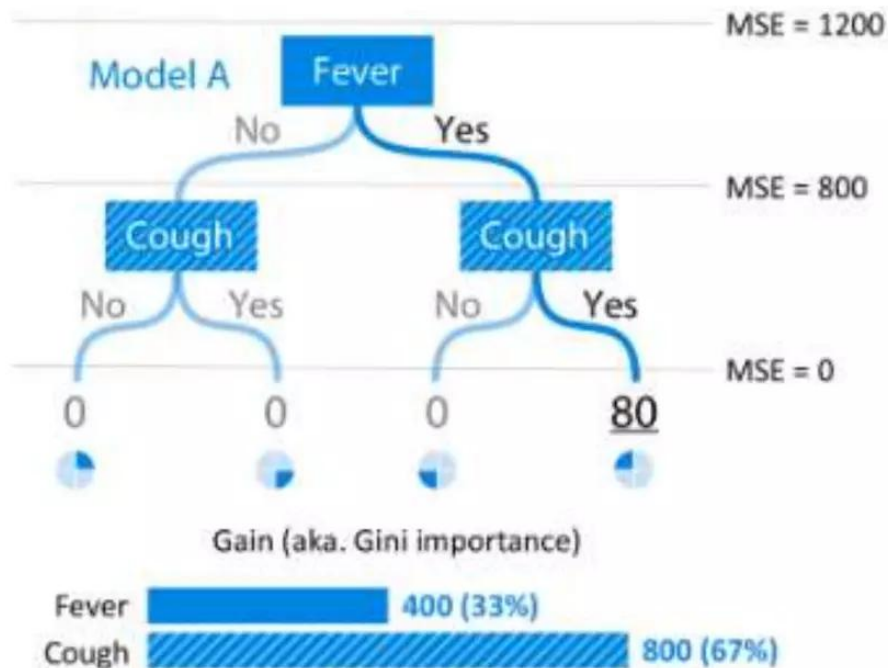 MSE = 1200
Model A
Fever
No
Yes
MSE = 800
Cough
Cough
No
Yes
No
Yes
MSE = 0
0
0
0
80
Gain (aka. Gini importance)
Fever
400 (33%)
Cough
800 (67%)